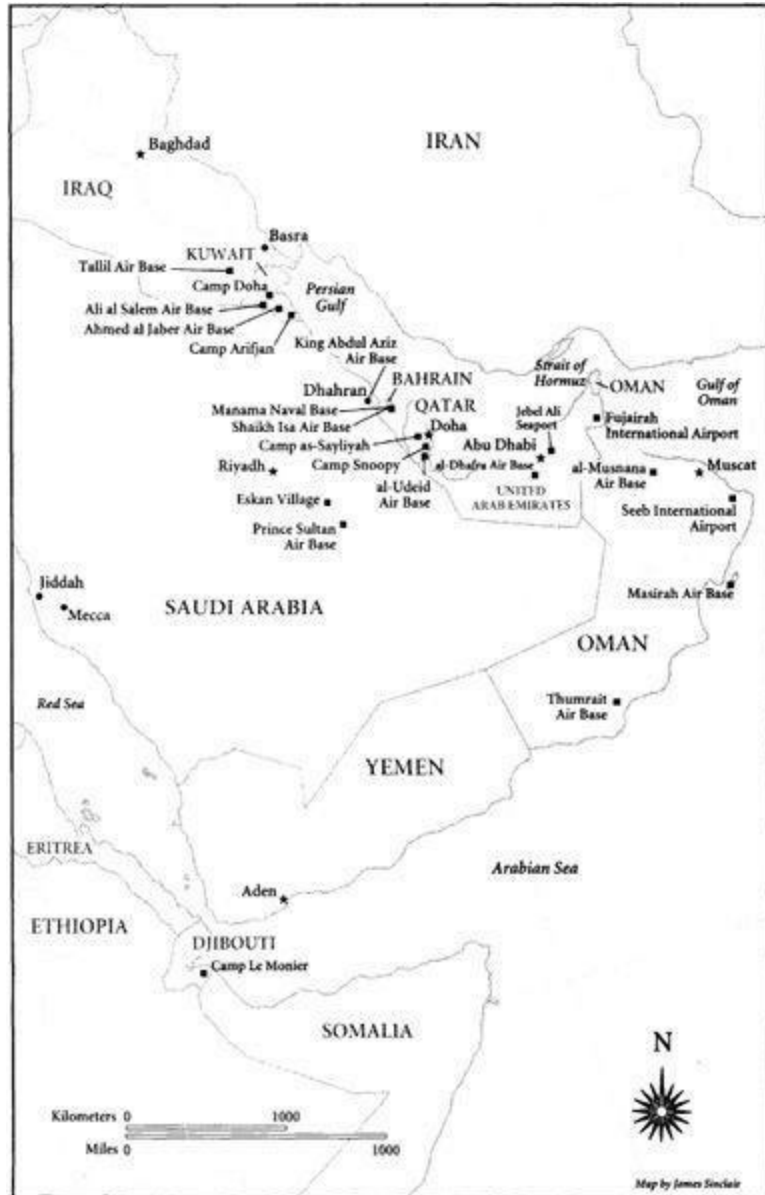 Baghdad
IRAN
IRAQ
Basra
KUWAIT
Tallil Air Base
Camp Doha
Persian
Gulf
Ali al Salem Air Base
Ahmed al Jaber Air Base
Camp Arifjan
King Abdul Aziz
Air Base
Strait of
Hormuz
OMAN
Gulf of
Oman
Dhahran
BAHRAIN
Manama Naval Base
QATAR
Jebel Ali
Seaport
Fujairah
International Airport
Shaikh Isa Air Base
Doha
Camp as-Sayliyah
Abu Dhabi
Riyadh
Camp Snoopy
al-Dhafra Air Base
al-Musnana
Air Base
Muscat
al-Udeid
Air Base
UNITED
ARAB EMIRATES
Eskan Village
Seeb International
Airport
Prince Sultan
Air Base
Jiddah
Mecca
SAUDI ARABIA
Masirah Air Base
OMAN
Red Sea
Thumrait
Air Base
YEMEN
ERITREA
Arabian Sea
Aden
ETHIOPIA
DJIBOUTI
Camp Le Monier
SOMALIA
N
Kilometers 0 1000
Miles 0 1000
Map by James Sinclair